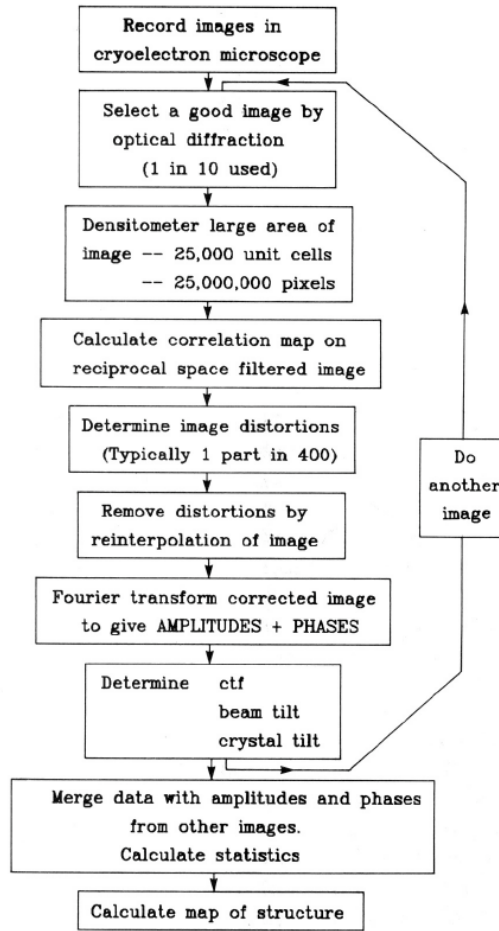 Record images in
cryoelectron microscope
Select a good image by
optical diffraction
(1 in 10 used)
Densitometer large area of
image -- 25,000 unit cells
-- 25,000,000 pixels
Calculate correlation map on
reciprocal space filtered image
Determine image distortions
(Typically 1 part in 400)
Remove distortions by
reinterpolation of image
Fourier transform corrected image
to give AMPLITUDES + PHASES
Determine ctf
beam tilt
crystal tilt
Do
another
image
Merge data with amplitudes and phases
from other images.
Calculate statistics
Calculate map of structure